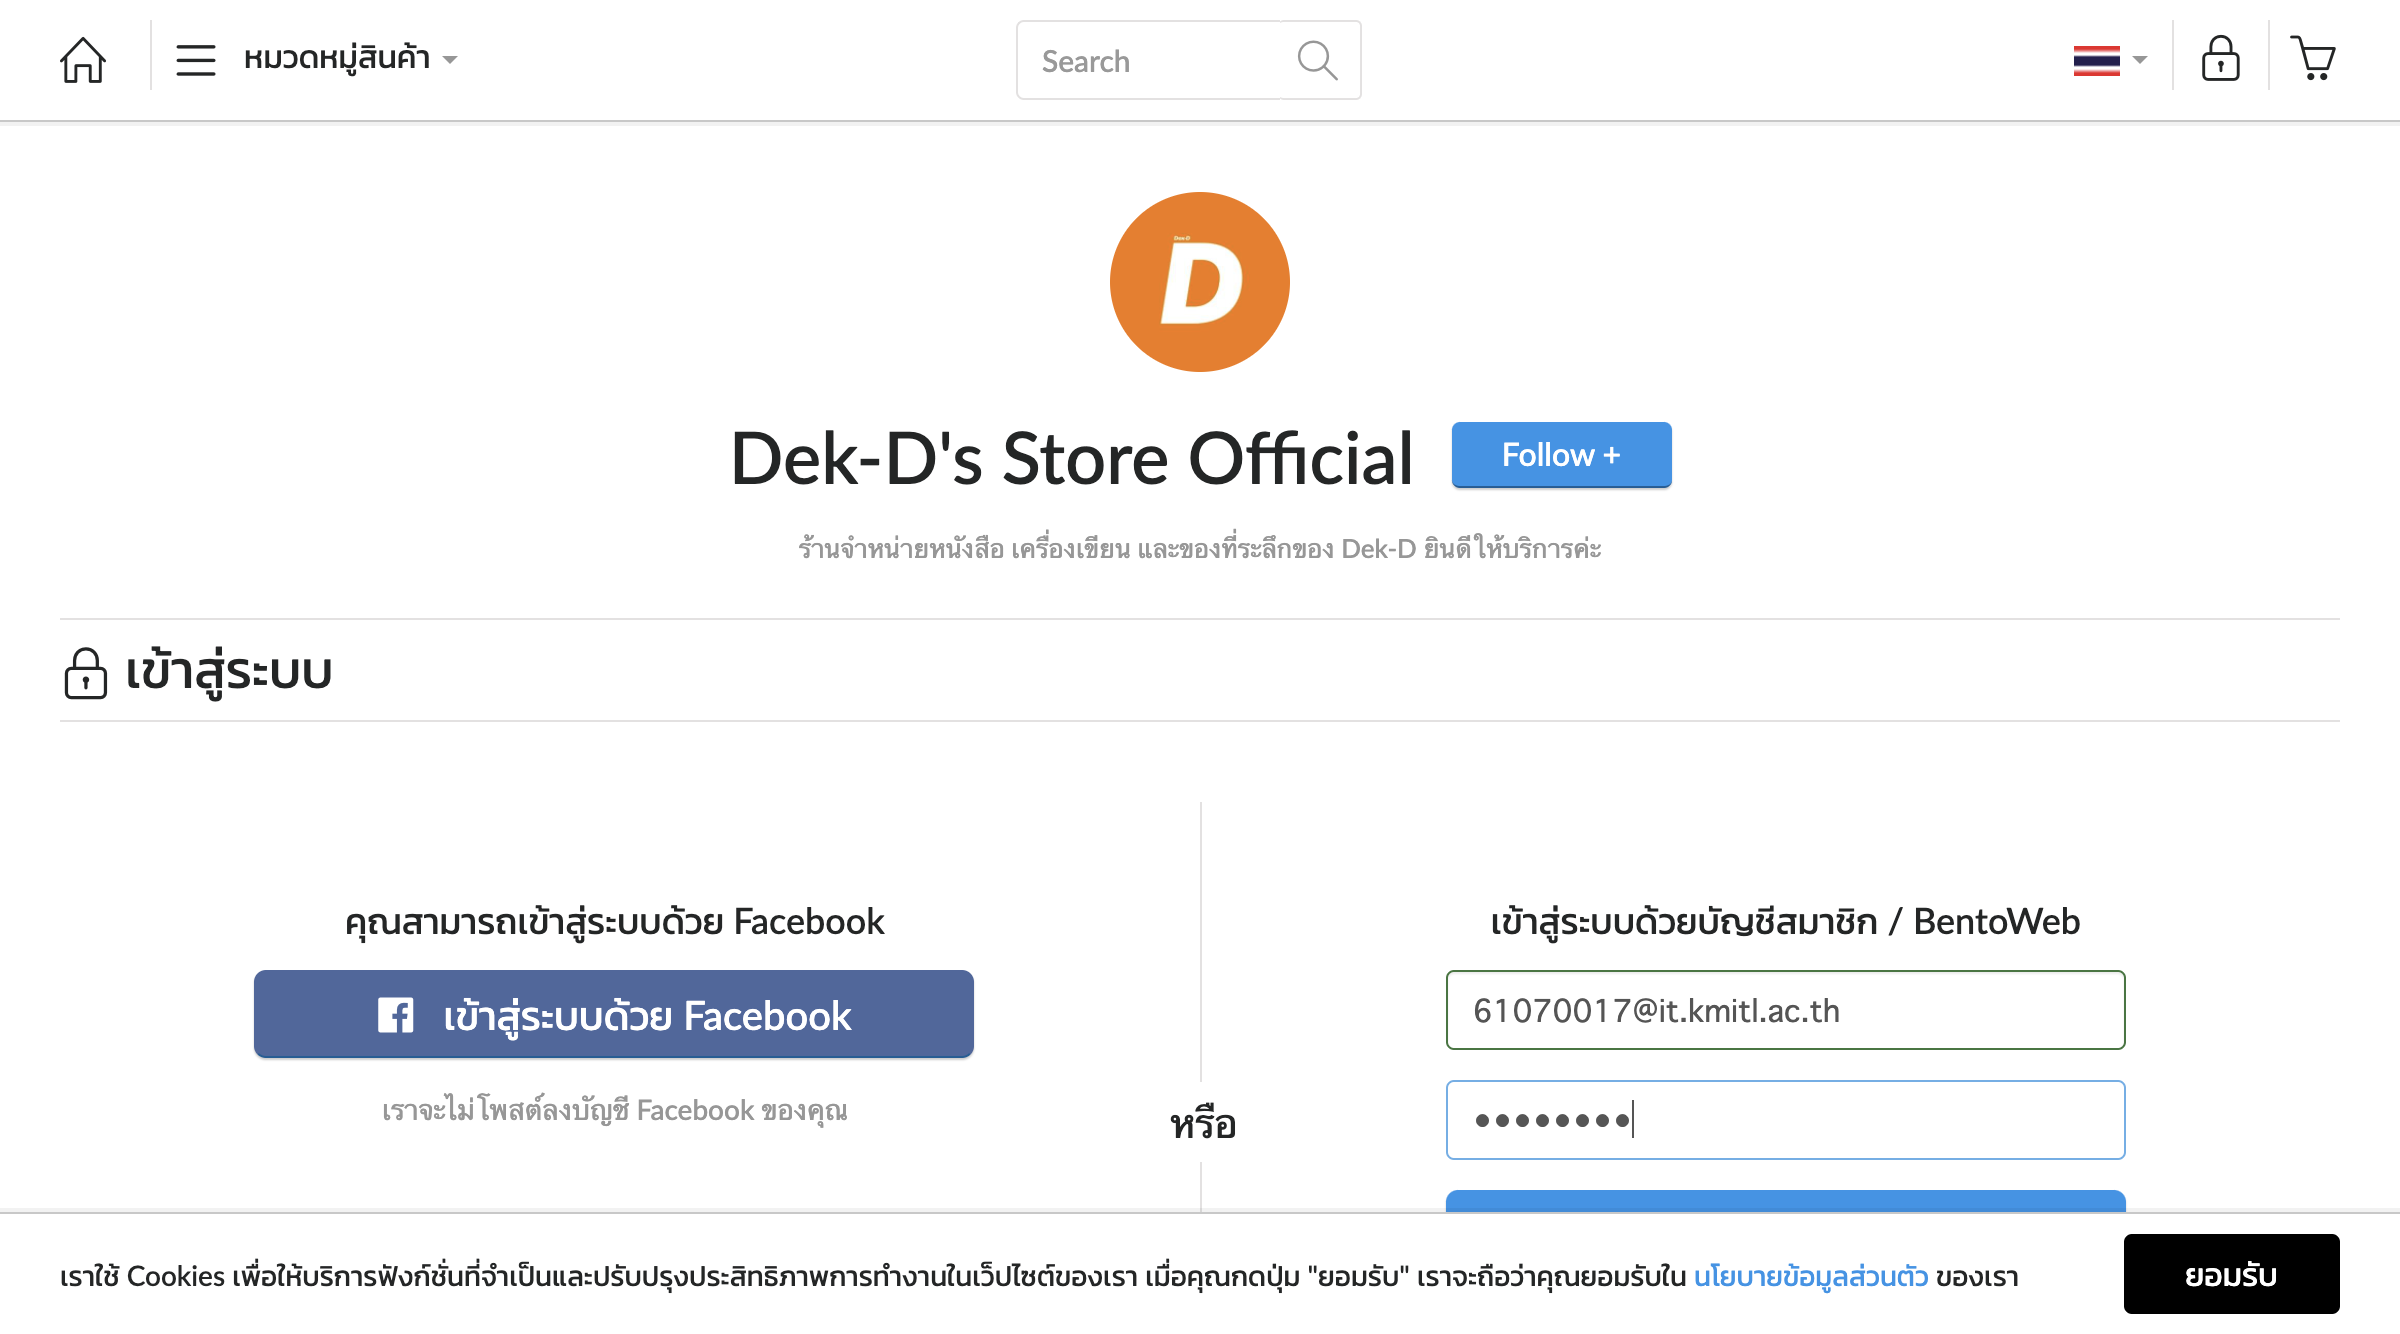 หมวดหมู่สินค้า
Search
Dek-D
D
Dek-D's Store Official
Follow +
ร้านจำหน่ายหนังสือ เครื่องเขียน และของที่ระลึกของ Dek-D ยินดีให้บริการค่ะ
เข้าสู่ระบบ
คุณสามารถเข้าสู่ระบบด้วย Facebook
เข้าสู่ระบบด้วย Facebook
เราจะไม่โพสต์ลงบัญชี Facebook ของคุณ
หรือ
เข้าสู่ระบบด้วยบัญชีสมาชิก / BentoWeb
61070017@it.kmitl.ac.th
••••••••
เราใช้ Cookies เพื่อให้บริการฟังก์ชั่นที่จำเป็นและปรับปรุงประสิทธิภาพการทำงานในเว็ปไซต์ของเรา เมื่อคุณกดปุ่ม "ยอมรับ" เราจะถือว่าคุณยอมรับใน นโยบายข้อมูลส่วนตัว ของเรา
ยอมรับ